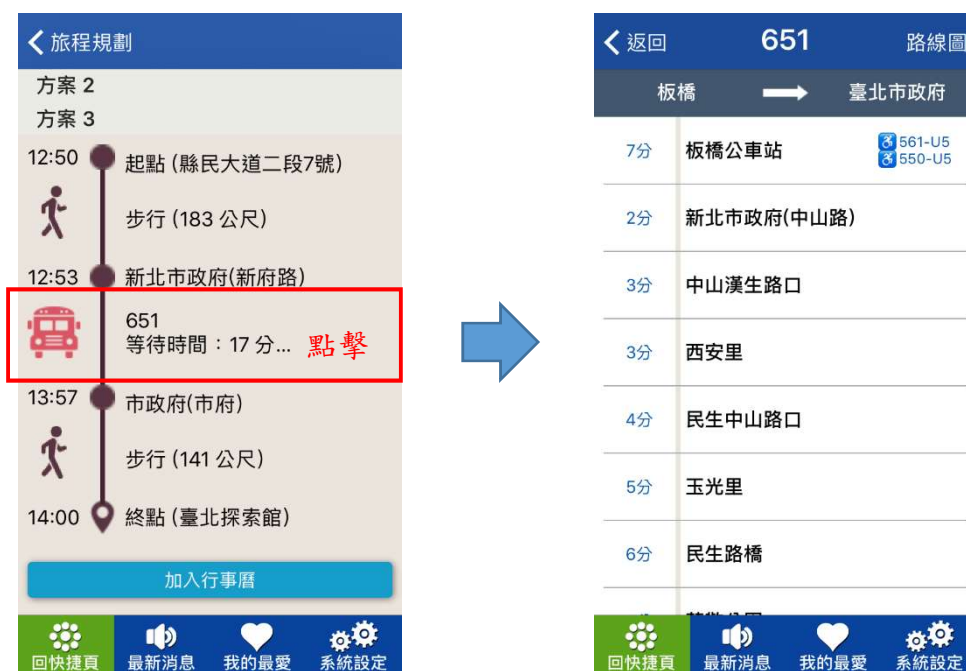 旅程規劃
方案 2
方案 3
12:50 起點 (縣民大道二段7號)
步行 (183 公尺)
12:53 新北市政府(新府路)
651
等待時間：17 分... 點擊
13:57 市政府(市府)
步行 (141 公尺)
14:00 終點 (臺北探索館)
加入行事曆
回快捷頁 最新消息 我的最愛 系統設定
返回 651 路線圖
板橋 臺北市政府
7分 板橋公車站 561-U5
550-U5
2分 新北市政府(中山路)
3分 中山漢生路口
3分 西安里
4分 民生中山路口
5分 玉光里
6分 民生路橋
回快捷頁 最新消息 我的最愛 系統設定